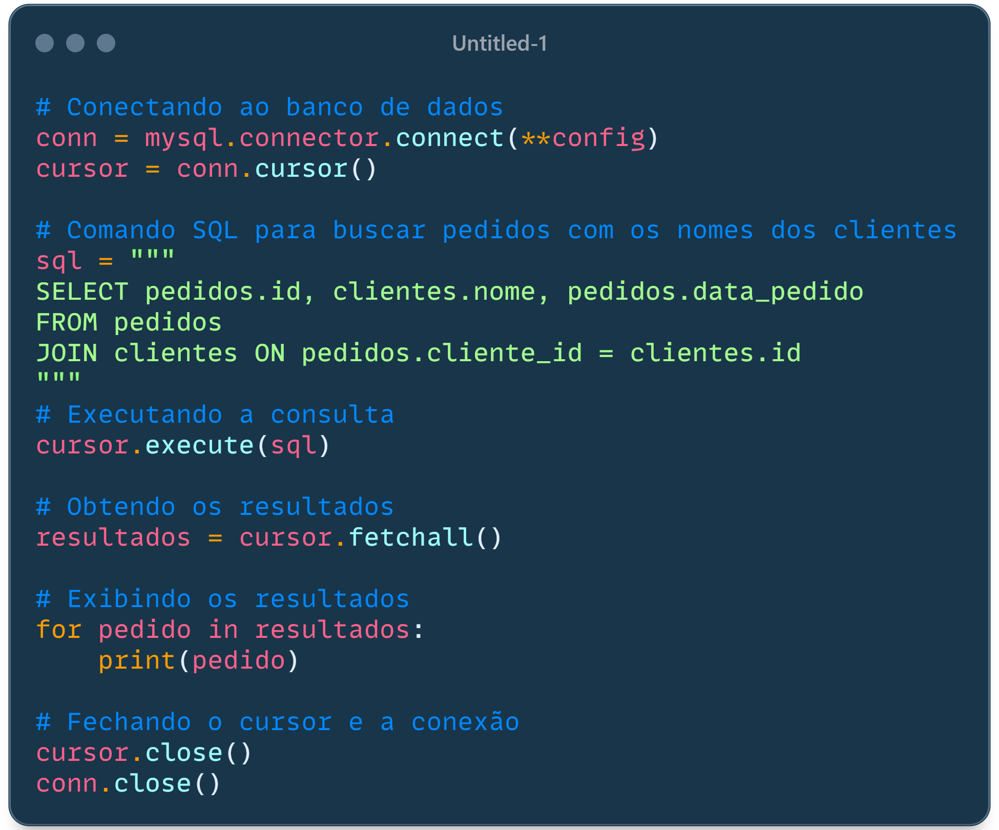 Untitled-1
# Conectando ao banco de dados
conn = mysql.connector.connect(**config)
cursor = conn.cursor()
# Comando SQL para buscar pedidos com os nomes dos clientes
sql = """
SELECT pedidos.id, clientes.nome, pedidos.data_pedido
FROM pedidos
JOIN clientes ON pedidos.cliente_id = clientes.id
"""
# Executando a consulta
cursor.execute(sql)
# Obtendo os resultados
resultados = cursor.fetchall()
# Exibindo os resultados
for pedido in resultados:
    print(pedido)
# Fechando o cursor e a conexão
cursor.close()
conn.close()